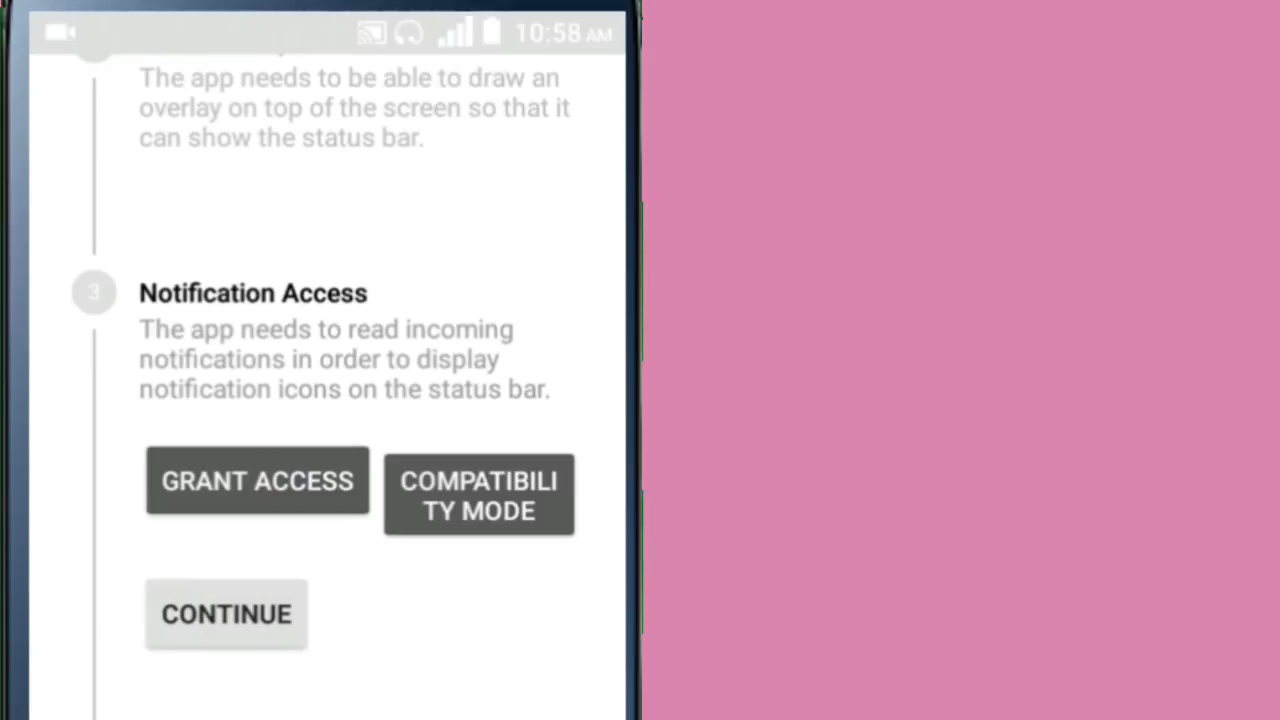 10:58 AM
The app needs to be able to draw an
overlay on top of the screen so that it
can show the status bar.
3
Notification Access
The app needs to read incoming
notifications in order to display
notification icons on the status bar.
GRANT ACCESS
COMPATIBILI
TY MODE
CONTINUE